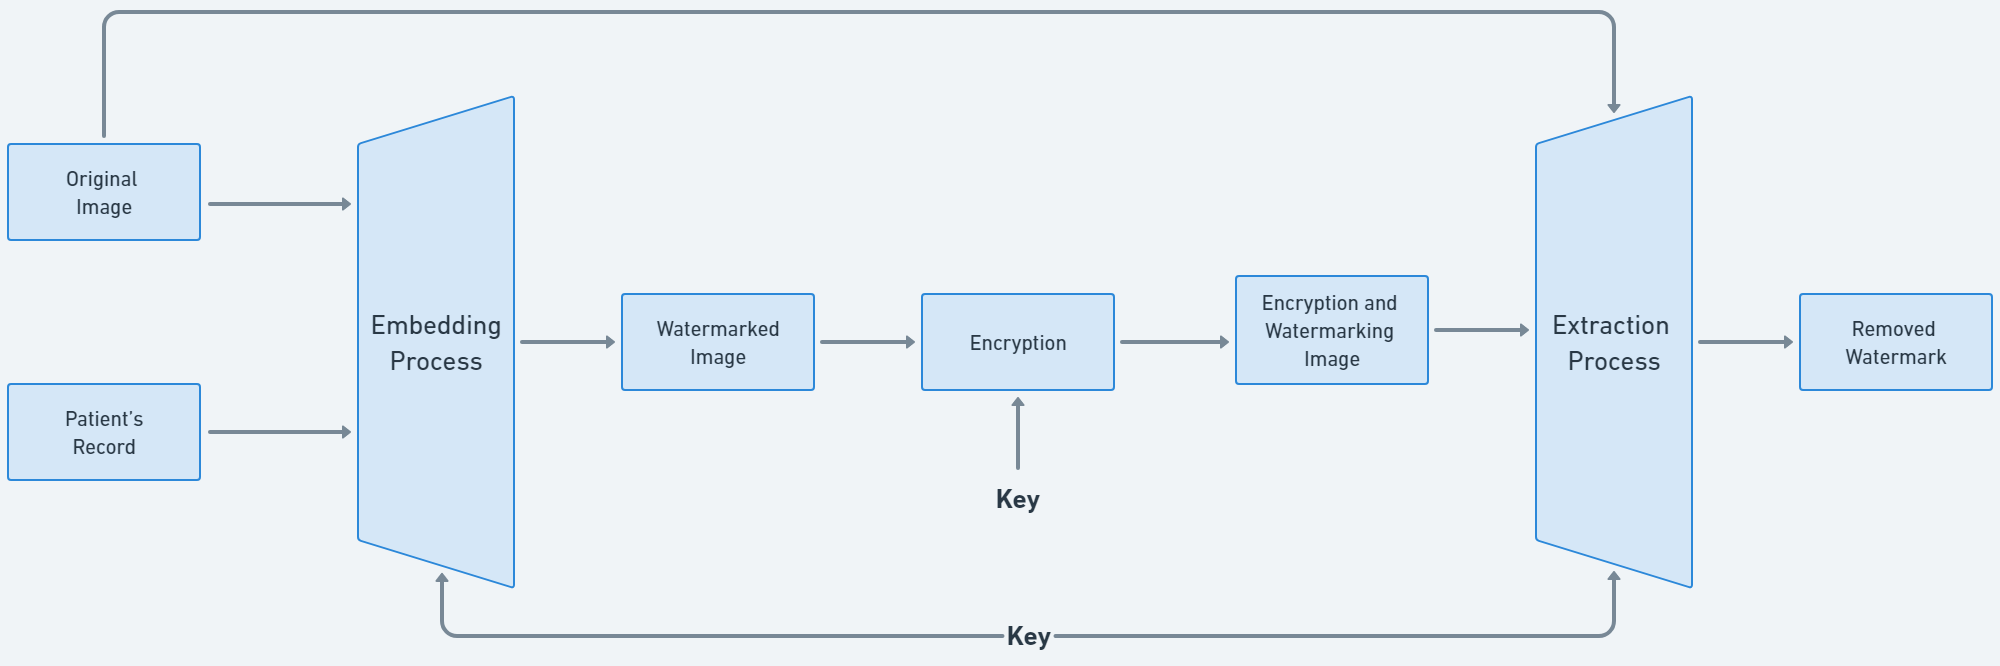 Original
Image
Patient's
Record
Embedding
Process
Watermarked
Image
Encryption
Key
Encryption and
Watermarking
Image
Extraction
Process
Removed
Watermark
Key